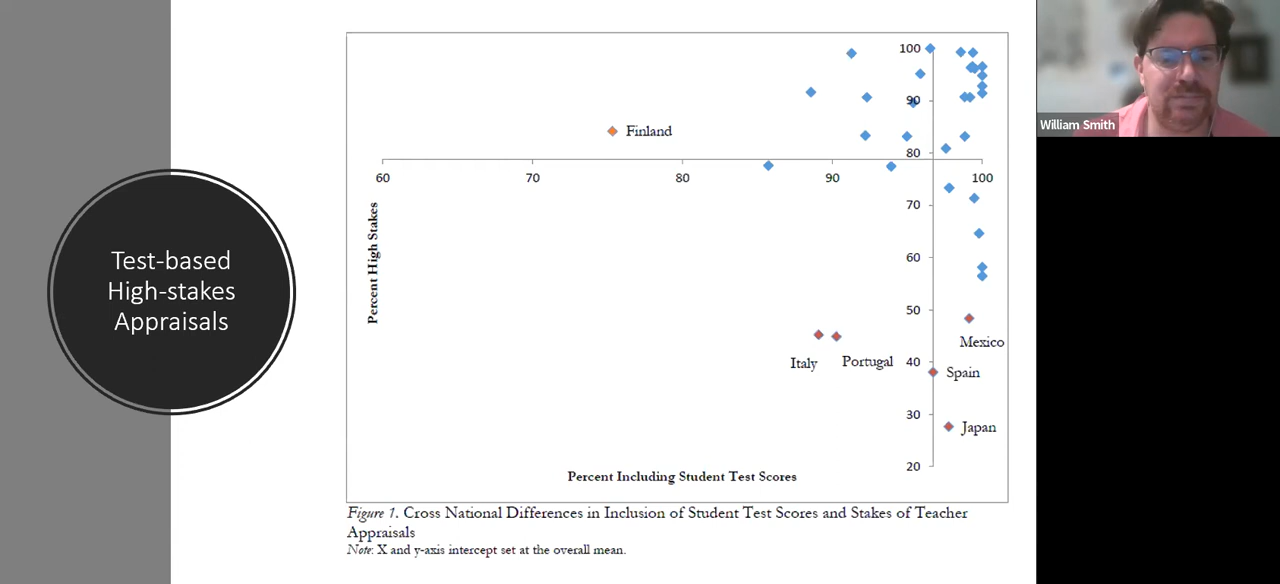 Test-based
High-stakes
Appraisals
100
90
80
70
60
50
40
30
20
60
70
80
90
100
Finland
Italy
Portugal
Mexico
Spain
Japan
Percent High Stakes
Percent Including Student Test Scores
Figure 1. Cross National Differences in Inclusion of Student Test Scores and Stakes of Teacher
Appraisals
Note: X and y-axis intercept set at the overall mean.
William Smith